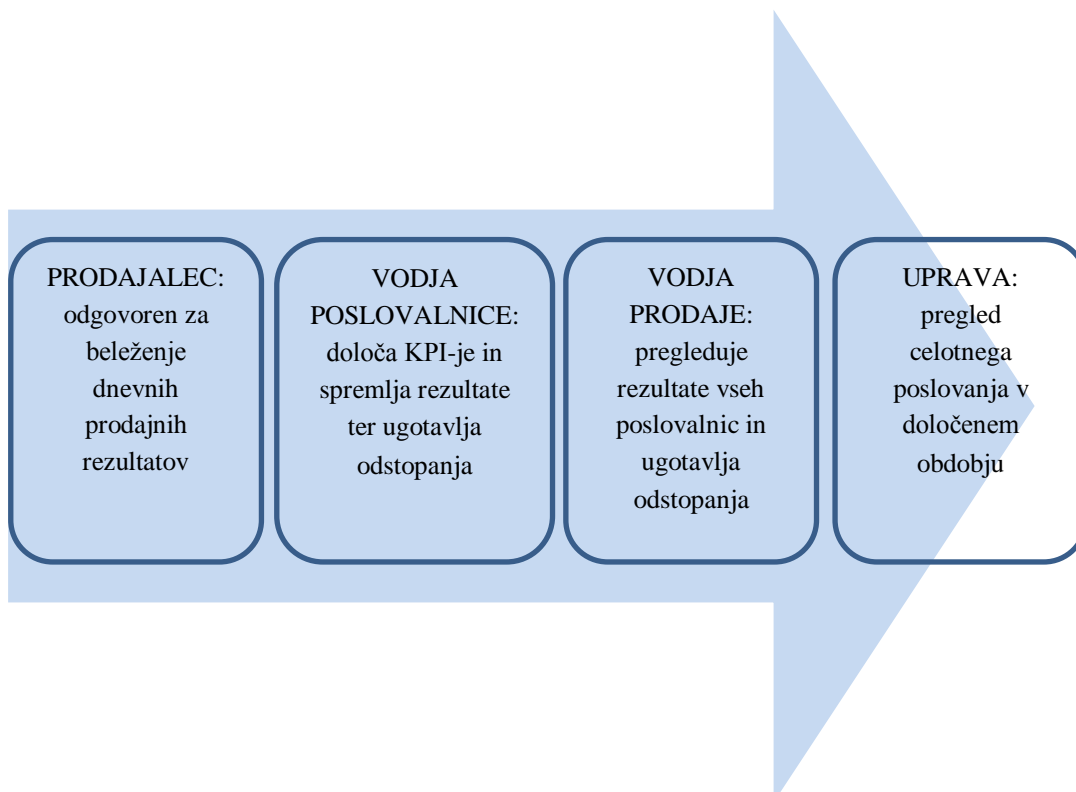 PRODAJALEC:
odgovoren za
beleženje
dnevnih
prodajnih
rezultatov
VODJA
POSLOVALNICE:
določa KPI-je in
spremlja rezultate
ter ugotavlja
odstopanja
VODJA
PRODAJE:
pregleduje
rezultate vseh
poslovalnic in
ugotavlja
odstopanja
UPRAVA:
pregled
celotnega
poslovanja v
določenem
obdobju